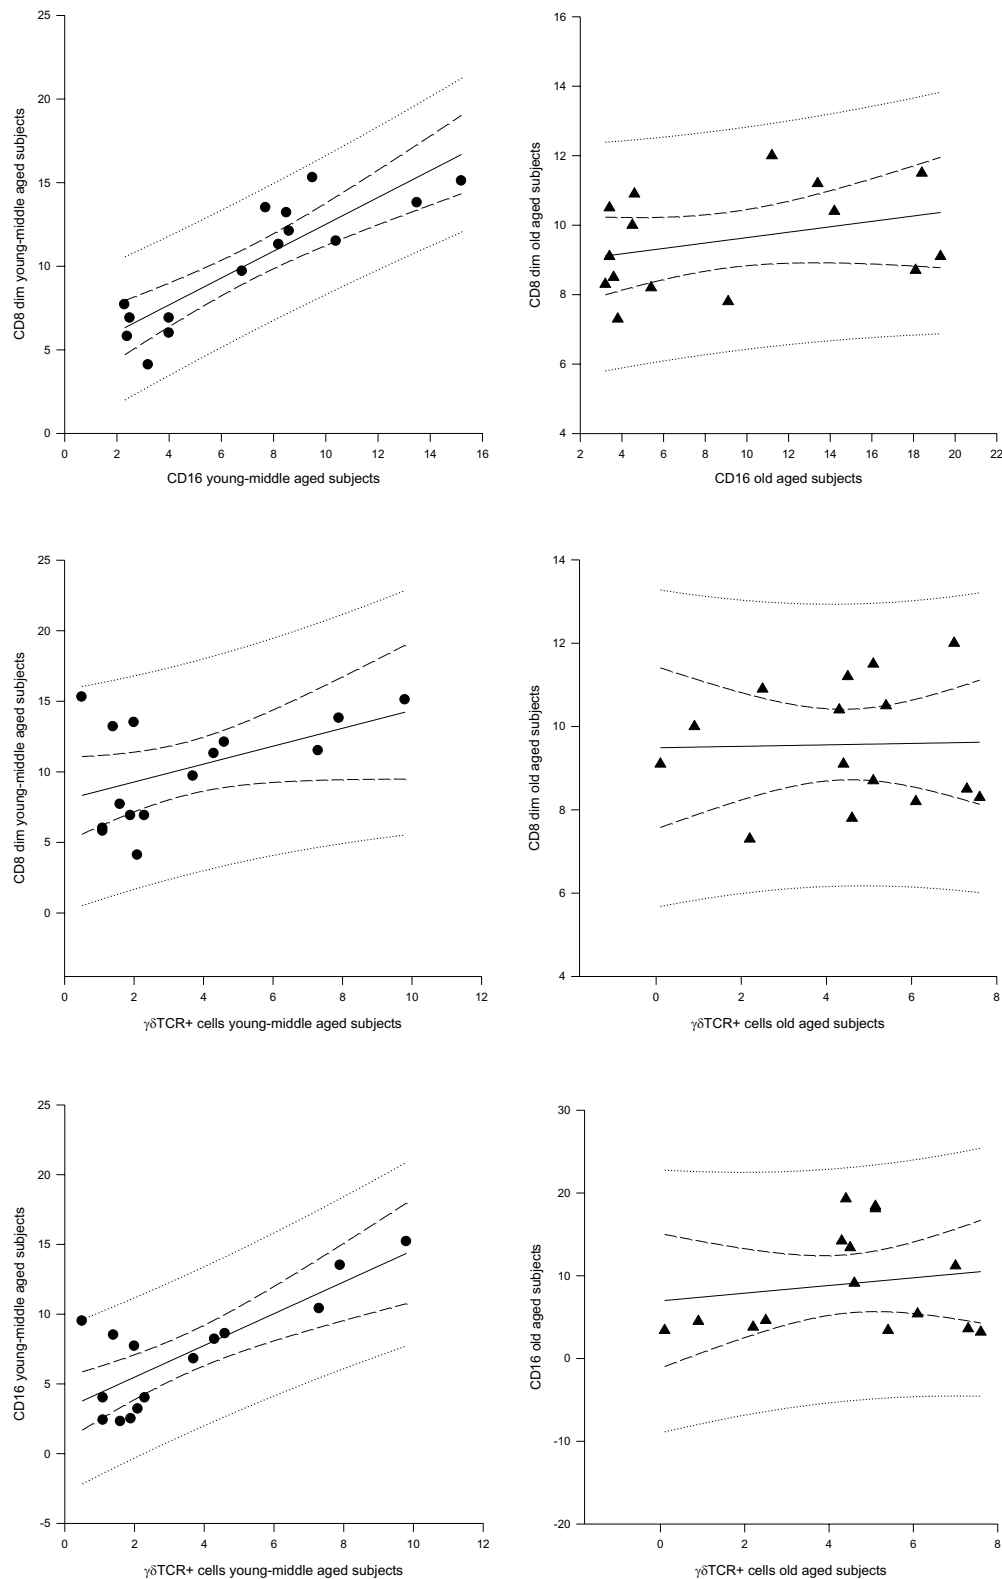 25
20
15
10
5
0
CD8 dim young-middle aged subjects
0 2 4 6 8 10 12 14 16
CD16 young-middle aged subjects
16
14
12
10
8
6
4
CD8 dim old aged subjects
2 4 6 8 10 12 14 16 18 20 22
CD16 old aged subjects
25
20
15
10
5
0
CD8 dim young-middle aged subjects
0 2 4 6 8 10 12
γδTCR+ cells young-middle aged subjects
14
12
10
8
6
4
CD8 dim old aged subjects
0 2 4 6 8
γδTCR+ cells old aged subjects
25
20
15
10
5
0
-5
CD16 young-middle aged subjects
0 2 4 6 8 10 12
γδTCR+ cells young-middle aged subjects
30
20
10
0
-10
-20
CD16 old aged subjects
0 2 4 6 8
γδTCR+ cells old aged subjects